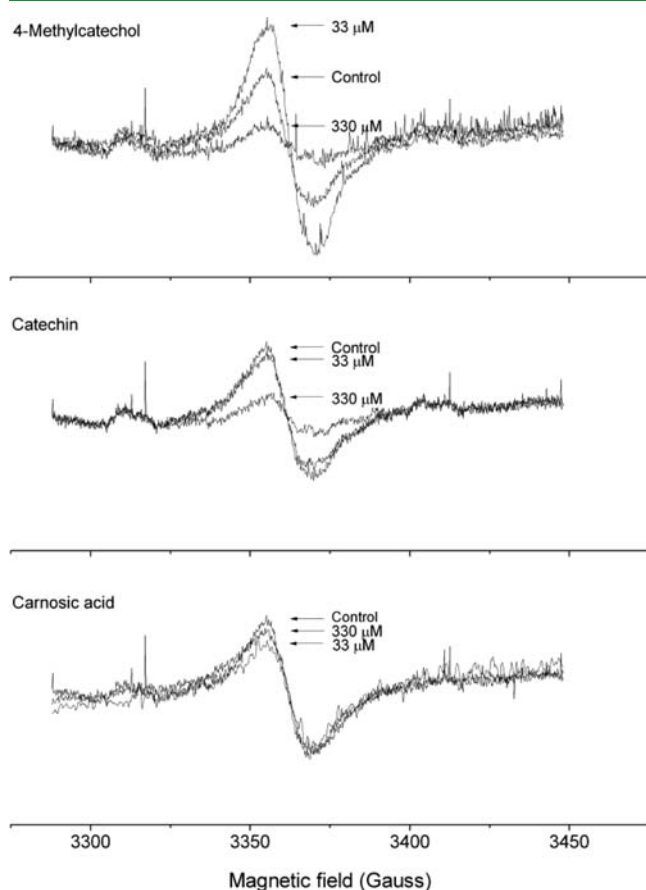 4-Methylcatechol
33 μM
Control
330 μM
Catechin
Control
33 μM
330 μM
Carnosic acid
Control
330 μM
33 μM
3300 3350 3400 3450
Magnetic field (Gauss)